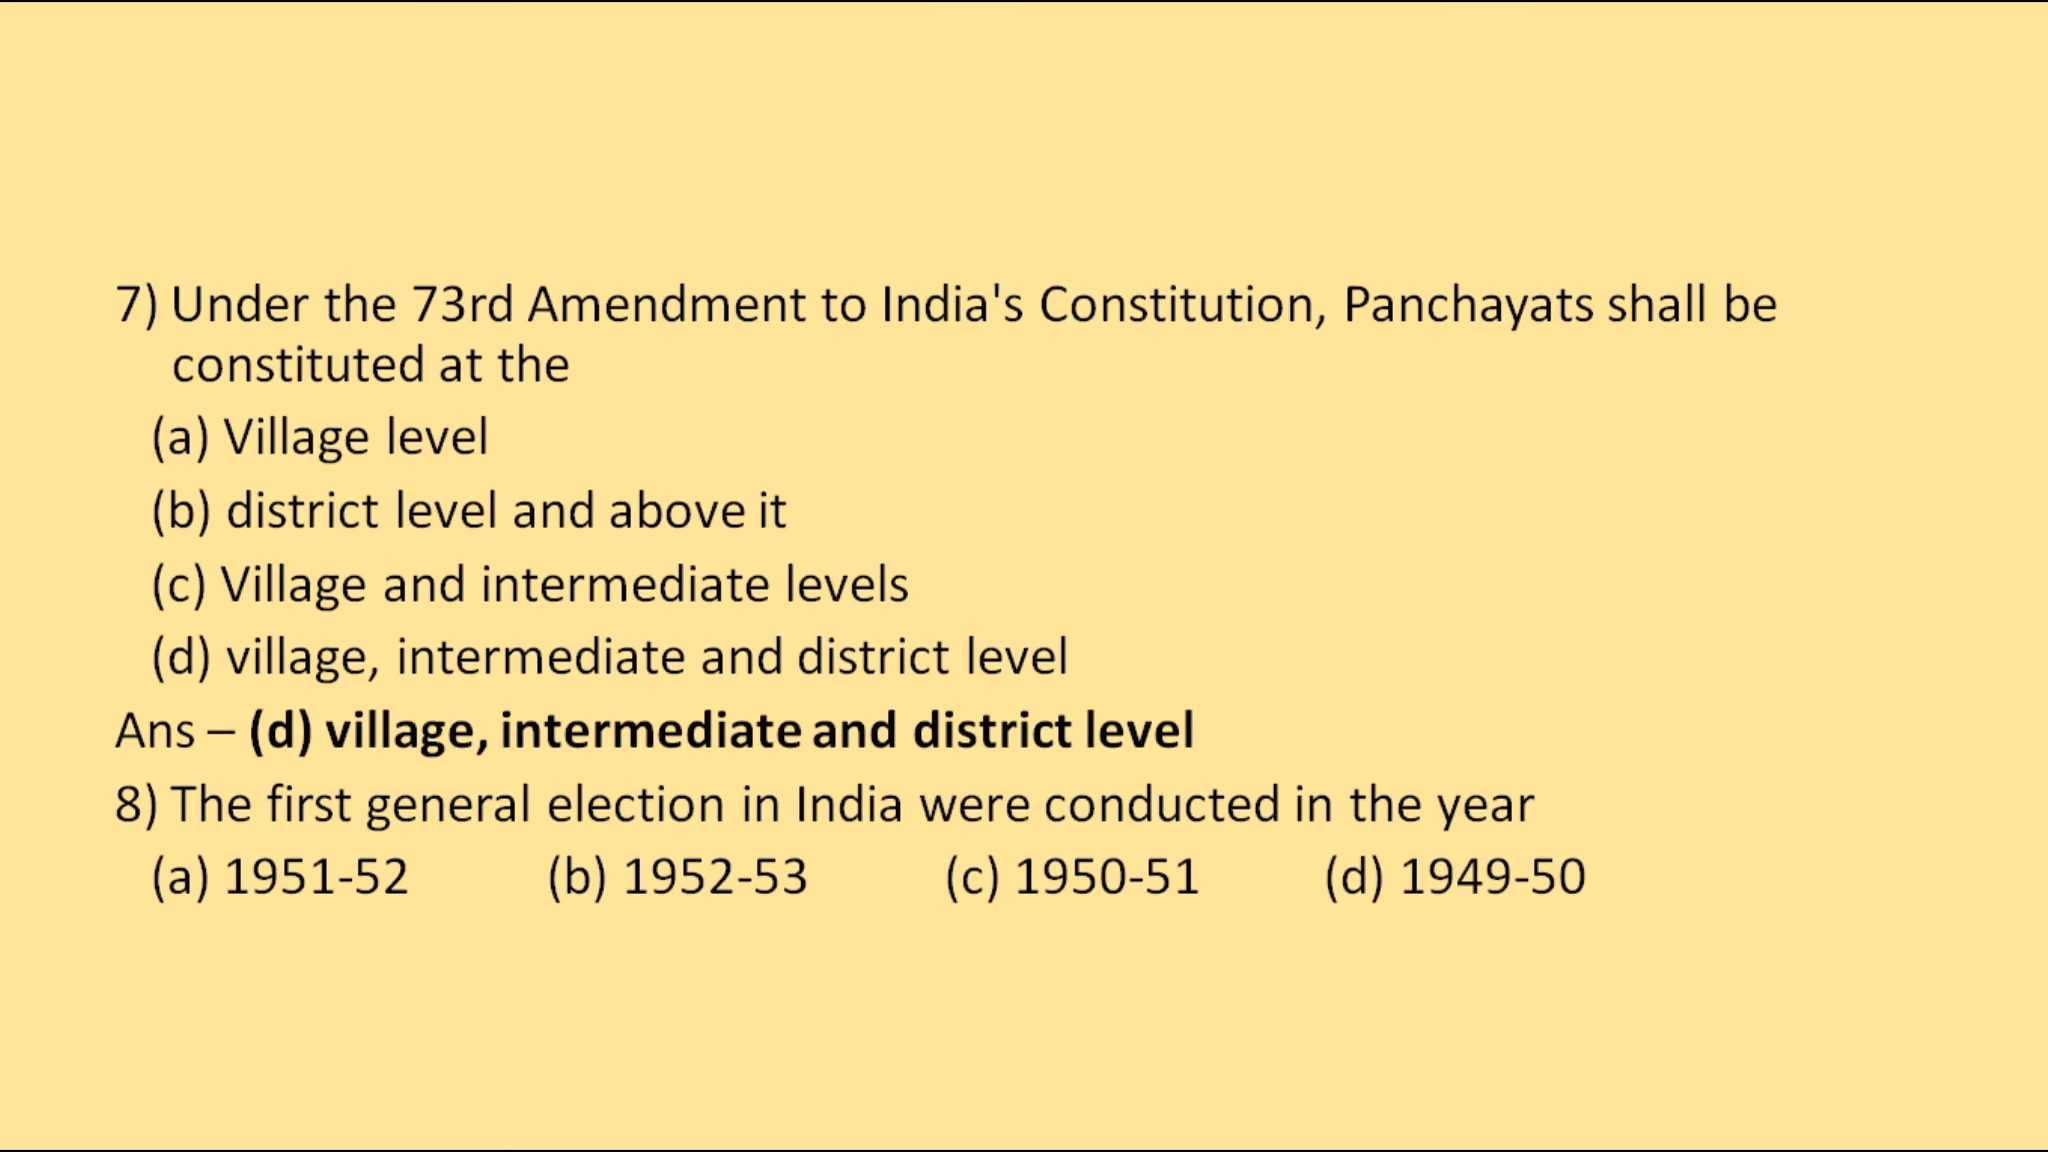 7) Under the 73rd Amendment to India's Constitution, Panchayats shall be
constituted at the
(a) Village level
(b) district level and above it
(c) Village and intermediate levels
(d) village, intermediate and district level
Ans – (d) village, intermediate and district level
8) The first general election in India were conducted in the year
(a) 1951-52 (b) 1952-53 (c) 1950-51 (d) 1949-50